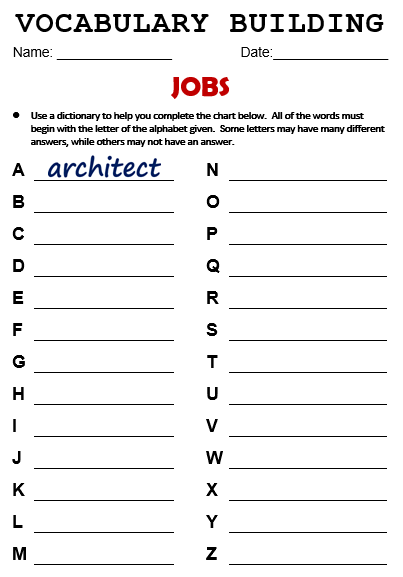 VOCABULARY BUILDING
Name: _______________ Date:_______________
JOBS
● Use a dictionary to help you complete the chart below. All of the words must
begin with the letter of the alphabet given. Some letters may have many different
answers, while others may not have an answer.
A architect
B
C
D
E
F
G
H
I
J
K
L
M
N
O
P
Q
R
S
T
U
V
W
X
Y
Z